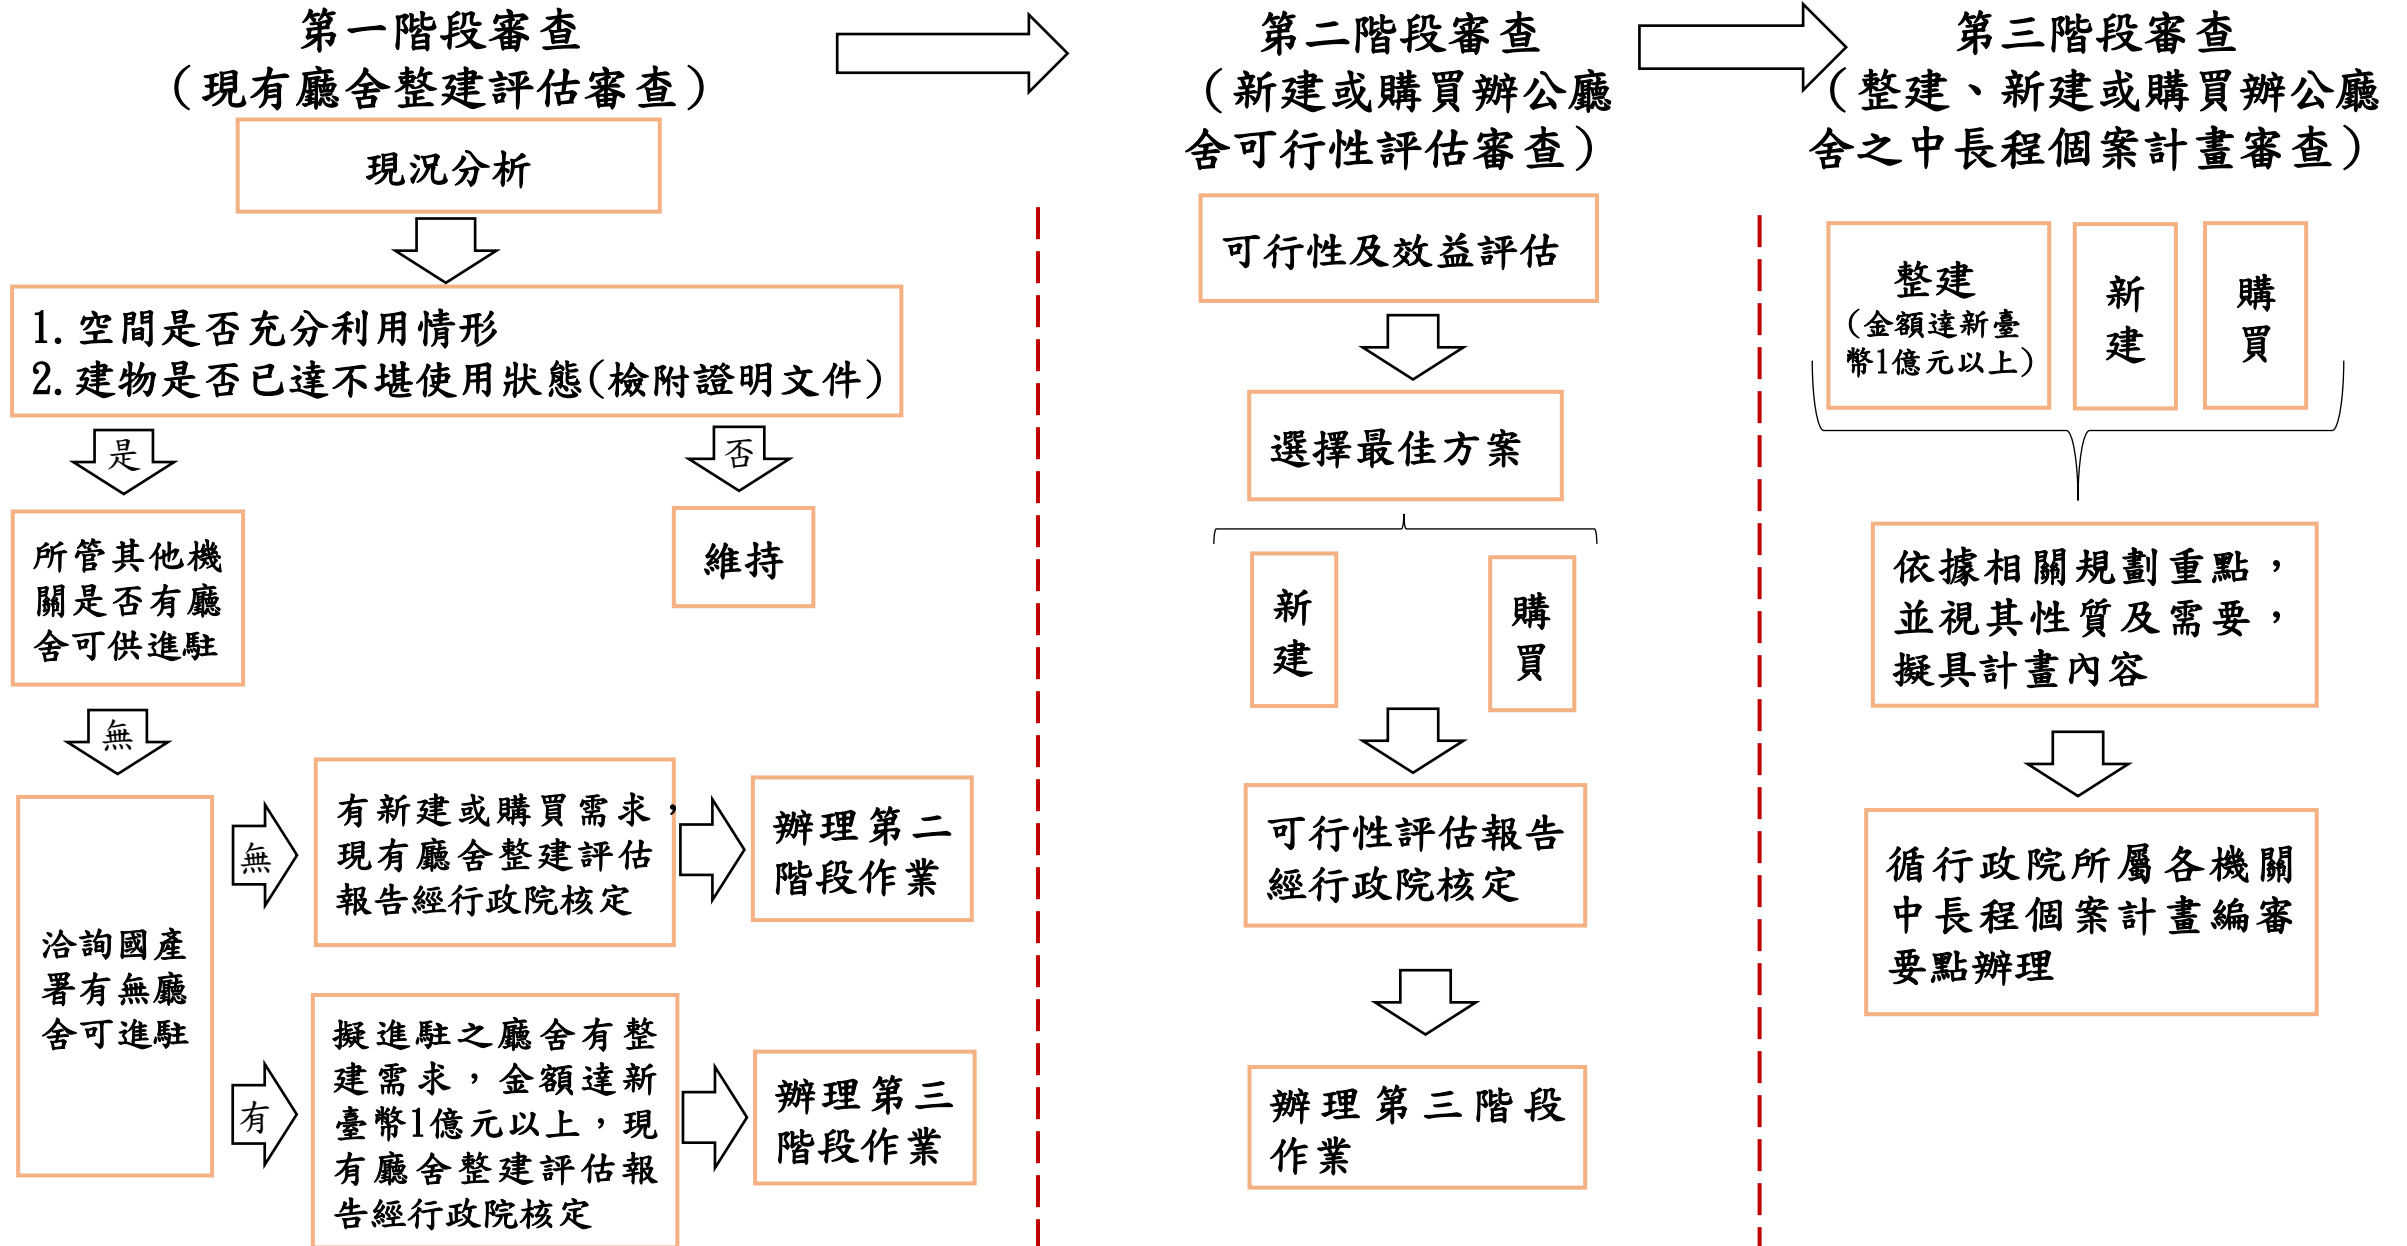 第一階段審查
（現有廳舍整建評估審查）
現況分析
1.空間是否充分利用情形
2.建物是否已達不堪使用狀態(檢附證明文件)
是
否
所管其他機
關是否有廳
舍可供進駐
維持
無
洽詢國產
署有無廳
舍可進駐
無
有新建或購買需求，
現有廳舍整建評估
報告經行政院核定
辦理第二
階段作業
有
擬進駐之廳舍有整
建需求，金額達新
臺幣1億元以上，現
有廳舍整建評估報
告經行政院核定
辦理第三
階段作業
第二階段審查
（新建或購買辦公廳
舍可行性評估審查）
可行性及效益評估
選擇最佳方案
新
建
購
買
可行性評估報告
經行政院核定
辦理第三階段
作業
第三階段審查
（整建、新建或購買辦公廳
舍之中長程個案計畫審查）
整建
(金額達新臺
幣1億元以上)
新
建
購
買
依據相關規劃重點，
並視其性質及需要，
擬具計畫內容
循行政院所屬各機關
中長程個案計畫編審
要點辦理